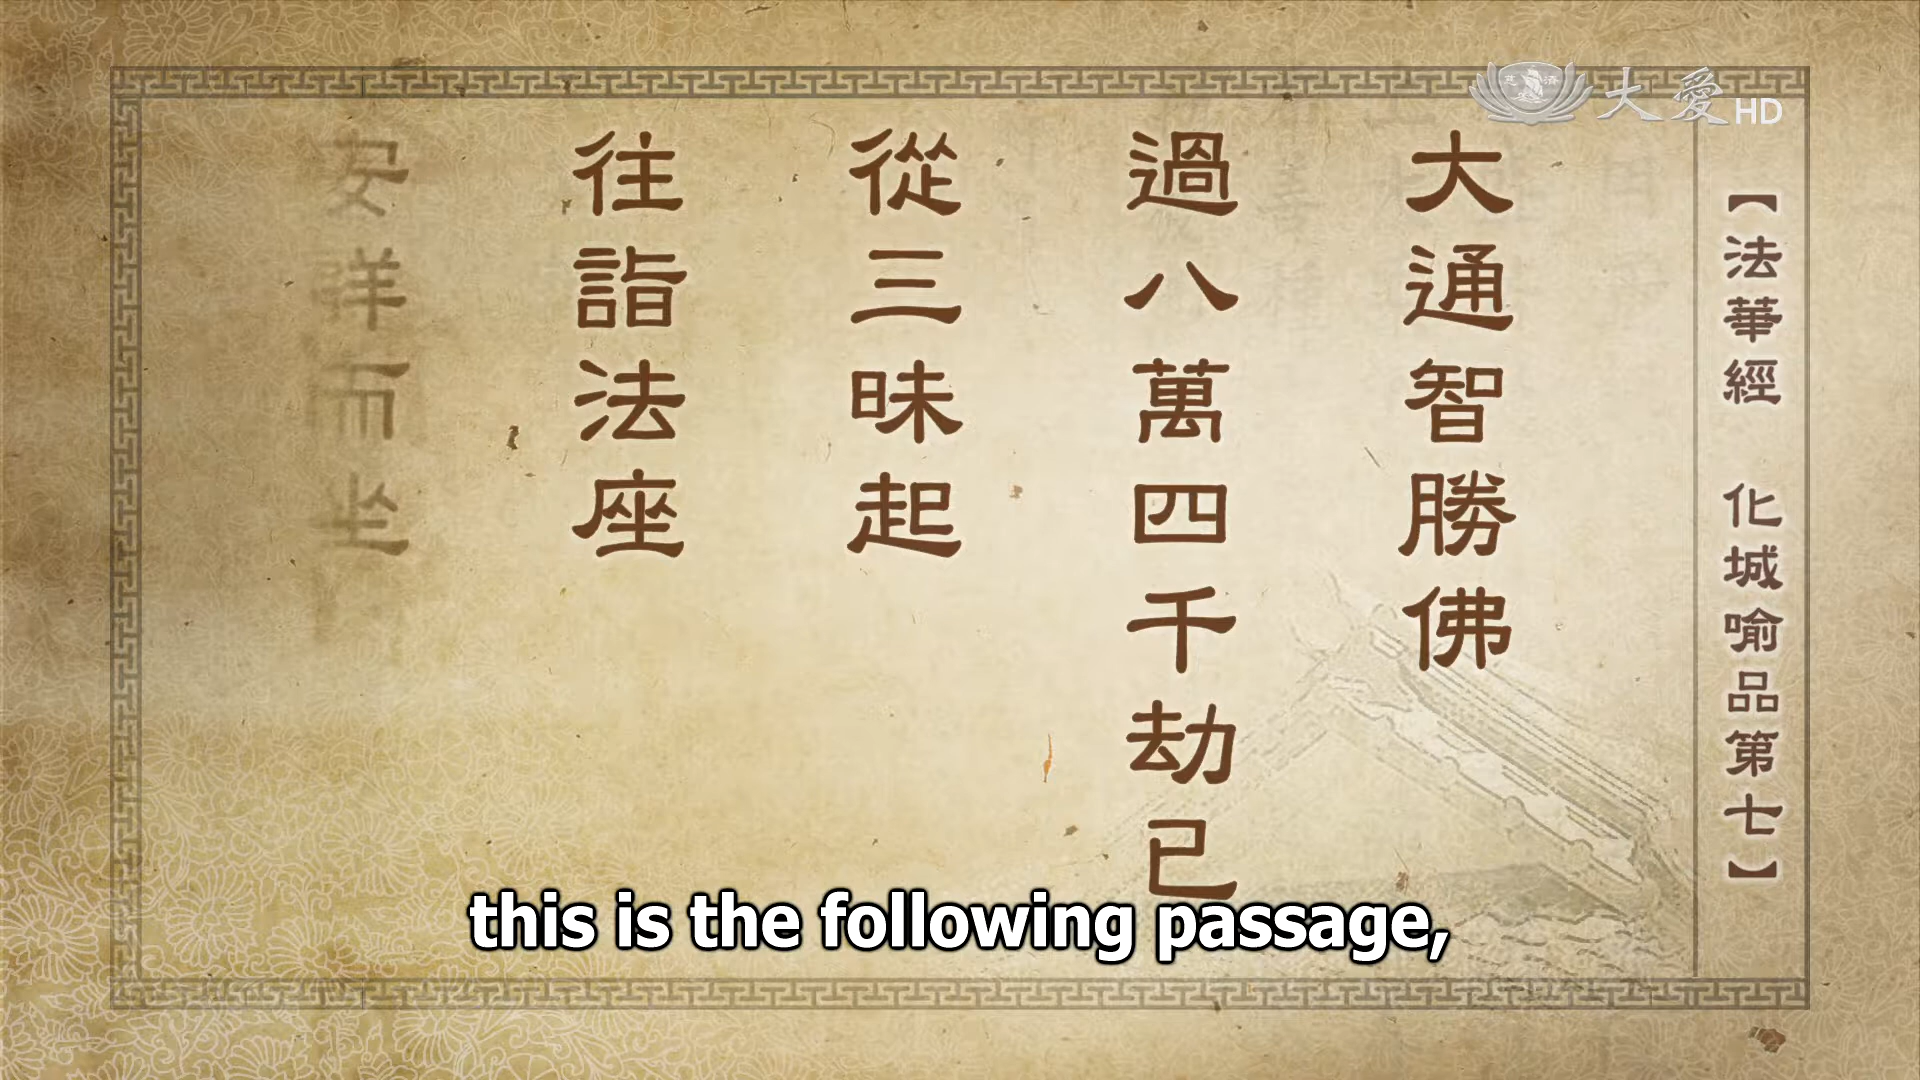 大愛HD
【法華經 化城喻品第七】
大通智勝佛
過八萬四千劫已
從三昧起
往詣法座
安詳而坐
this is the following passage,